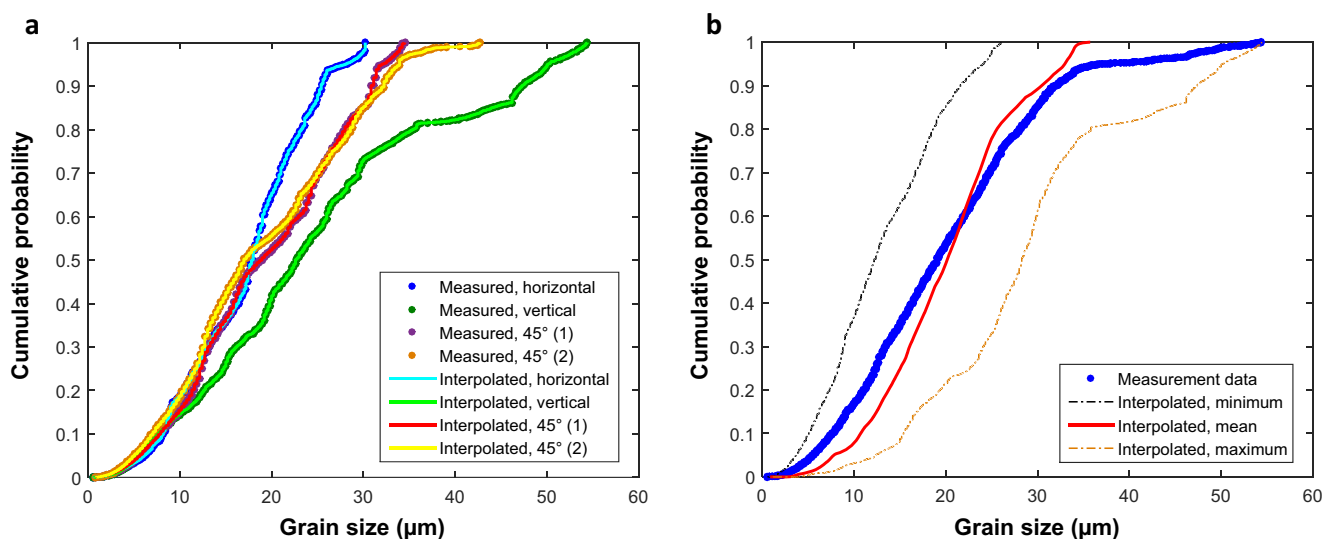 a
1
0.9
0.8
0.7
0.6
0.5
0.4
0.3
0.2
0.1
0
Cumulative probability
0 10 20 30 40 50 60
Grain size (µm)
Measured, horizontal
Measured, vertical
Measured, 45° (1)
Measured, 45° (2)
Interpolated, horizontal
Interpolated, vertical
Interpolated, 45° (1)
Interpolated, 45° (2)
b
1
0.9
0.8
0.7
0.6
0.5
0.4
0.3
0.2
0.1
0
Cumulative probability
0 10 20 30 40 50 60
Grain size (µm)
Measurement data
Interpolated, minimum
Interpolated, mean
Interpolated, maximum